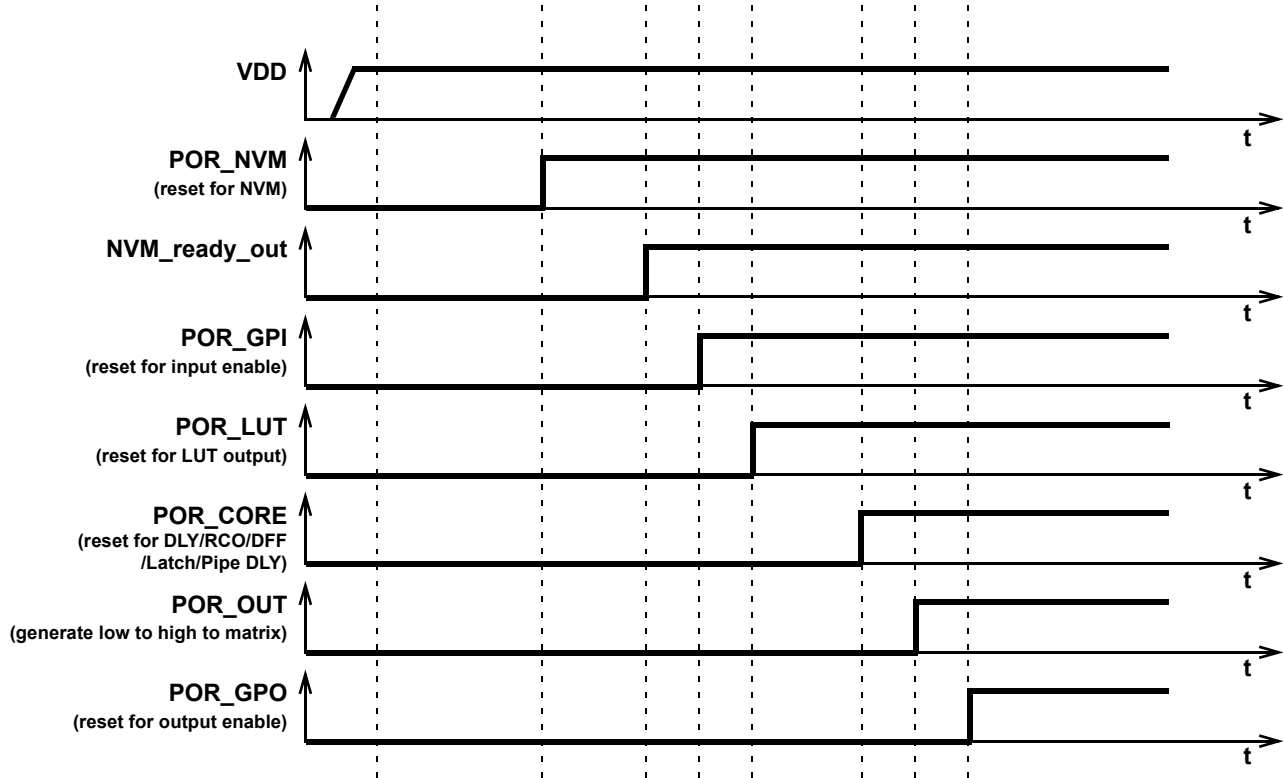 VDD
t
POR_NVM
(reset for NVM)
t
NVM_ready_out
t
POR_GPI
(reset for input enable)
t
POR_LUT
(reset for LUT output)
t
POR_CORE
(reset for DLY/RCO/DFF
/Latch/Pipe DLY)
t
POR_OUT
(generate low to high to matrix)
t
POR_GPO
(reset for output enable)
t